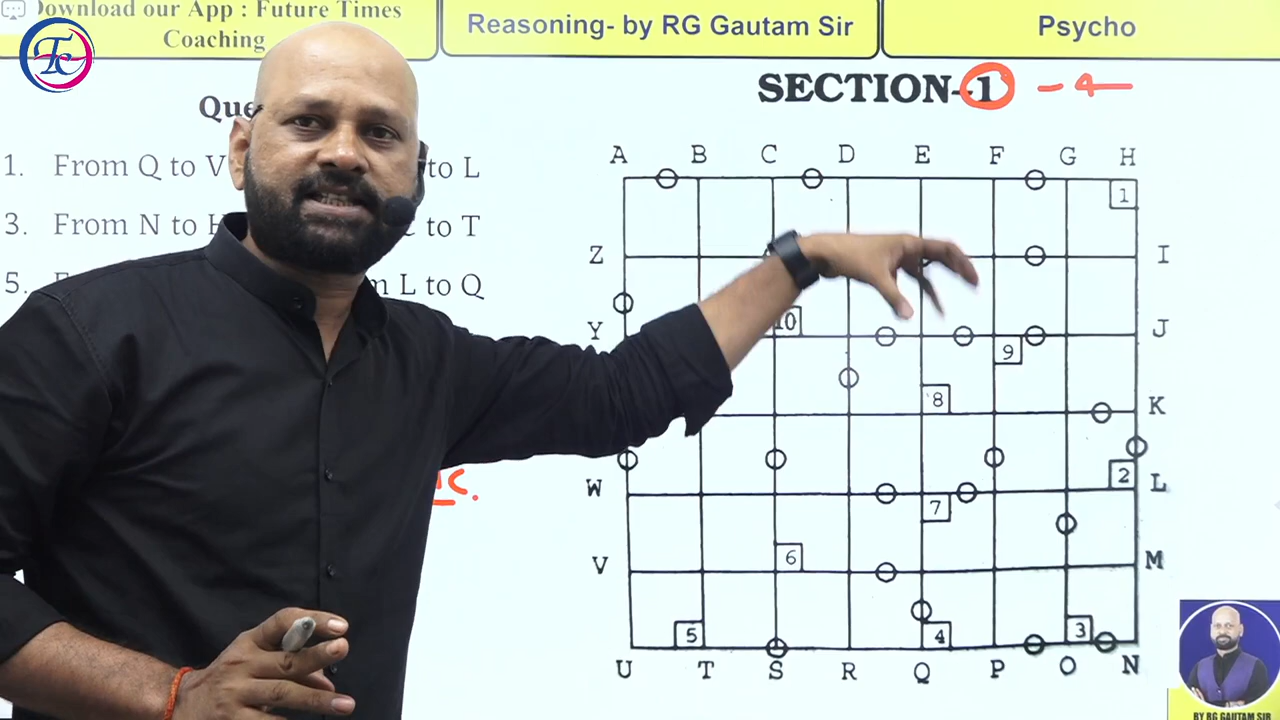 Download our App : Future Times
Coaching
Reasoning- by RG Gautam Sir
Psycho
Tc
SECTION-1 - 4
1. From Q to V
to L
3. From N to H
to T
5.
L to Q
A B C D E F G H
1
Z I
Y 10 J
9
8 K
W 2 L
7
V 6 M
5 4 3
U T S R Q P O N
BY RG GAUTAM SIR